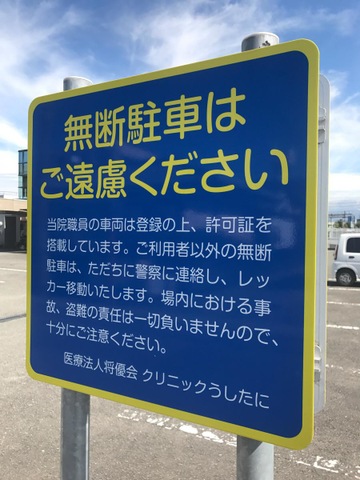 無断駐車は
ご遠慮ください
当院職員の車両は登録の上、許可証を
搭載しています。ご利用者以外の無断
駐車は、ただちに警察に連絡し、レッ
カー移動いたします。場内における事
故、盗難の責任は一切負いませんので、
十分にご注意ください。
医療法人将優会 クリニックうしたに